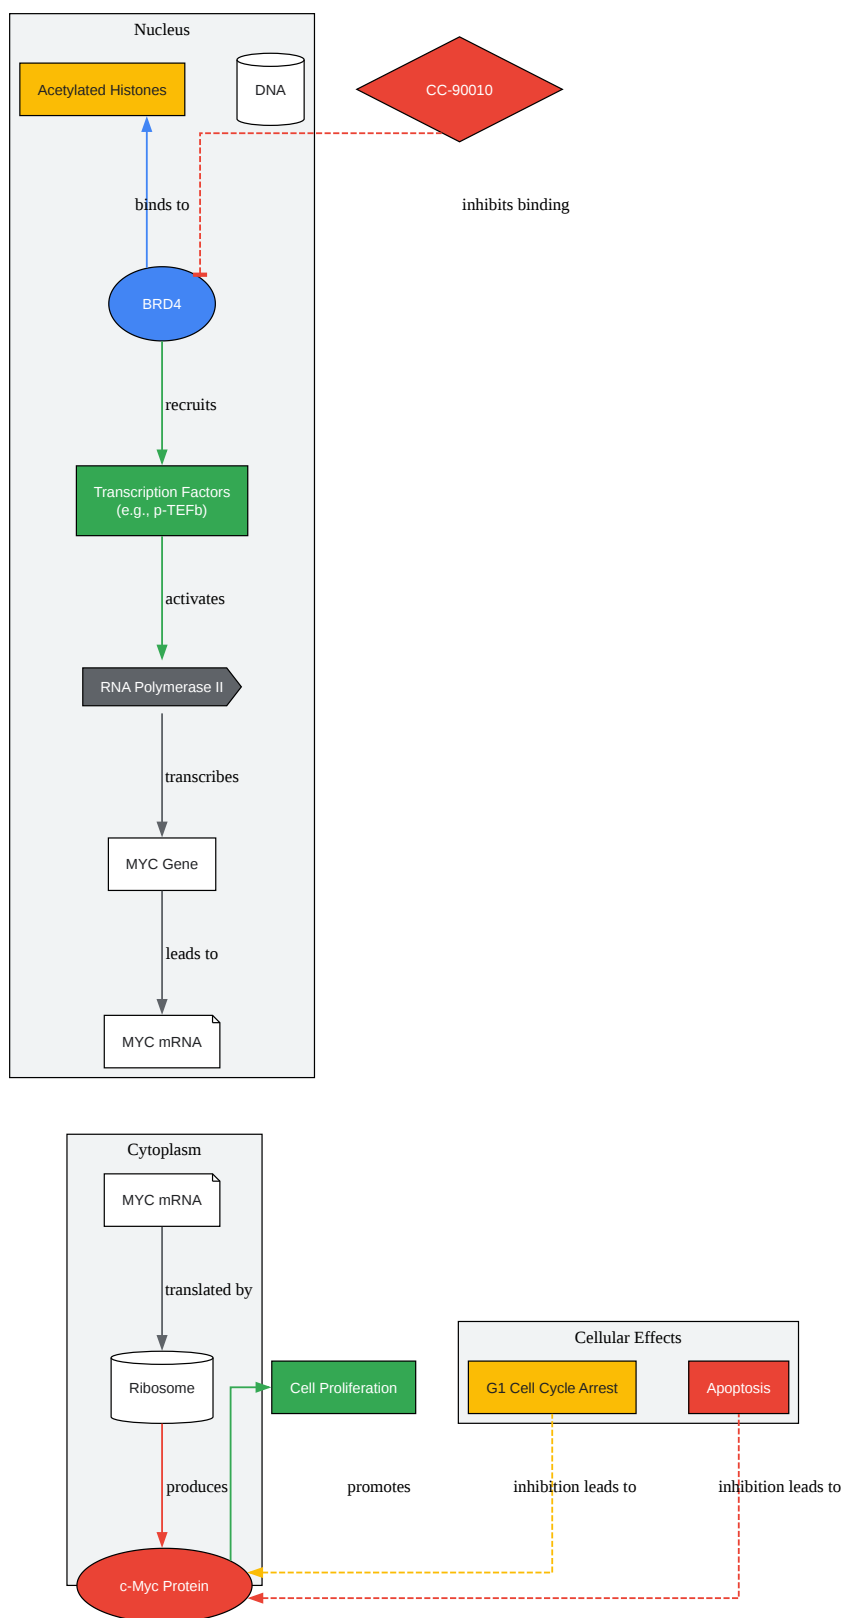 Nucleus
Acetylated Histones
DNA
CC-90010
binds to
inhibits binding
BRD4
recruits
Transcription Factors
(e.g., p-TEFb)
activates
RNA Polymerase II
transcribes
MYC Gene
leads to
MYC mRNA
Cytoplasm
MYC mRNA
translated by
Cellular Effects
Ribosome
Cell Proliferation
G1 Cell Cycle Arrest
Apoptosis
produces
promotes
inhibition leads to
inhibition leads to
c-Myc Protein